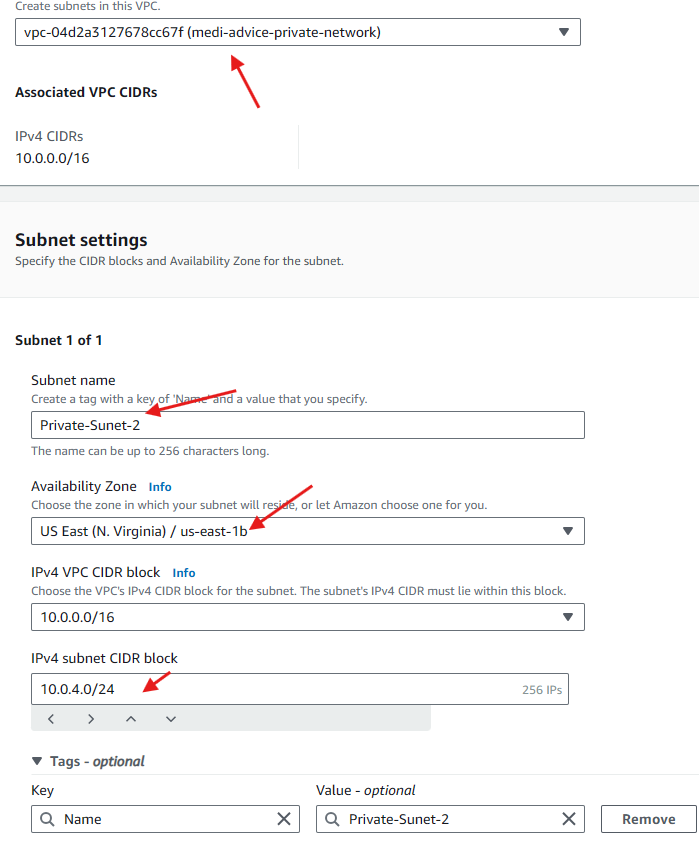 Create subnets in this VPC.
vpc-04d2a3127678cc67f (medi-advice-private-network)
Associated VPC CIDRs
IPv4 CIDRs
10.0.0.0/16
Subnet settings
Specify the CIDR blocks and Availability Zone for the subnet.
Subnet 1 of 1
Subnet name
Create a tag with a key of 'Name' and a value that you specify.
Private-Sunet-2
The name can be up to 256 characters long.
Availability Zone Info
Choose the zone in which your subnet will reside, or let Amazon choose one for you.
US East (N. Virginia) / us-east-1b
IPv4 VPC CIDR block Info
Choose the VPC's IPv4 CIDR block for the subnet. The subnet's IPv4 CIDR must lie within this block.
10.0.0.0/16
IPv4 subnet CIDR block
10.0.4.0/24 256 IPs
Tags - optional
Key Value - optional
Name Private-Sunet-2 Remove